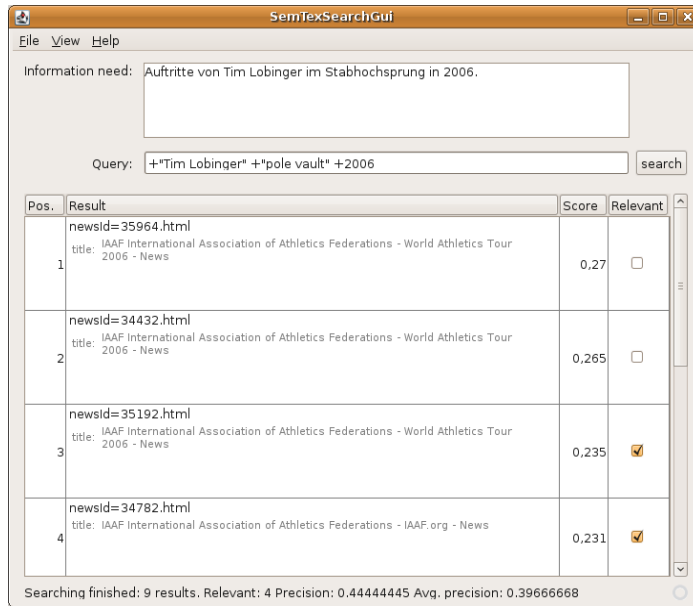 SemTexSearchGui
File View Help
Information need: Auftritte von Tim Lobinger im Stabhochsprung in 2006.
Query: +"Tim Lobinger" +"pole vault" +2006 search
Pos. Result Score Relevant
newsId=35964.html
title: IAAF International Association of Athletics Federations - World Athletics Tour
2006 - News
1 0,27
newsId=34432.html
title: IAAF International Association of Athletics Federations - World Athletics Tour
2006 - News
2 0,265
newsId=35192.html
title: IAAF International Association of Athletics Federations - World Athletics Tour
2006 - News
3 0,235
newsId=34782.html
title: IAAF International Association of Athletics Federations - IAAF.org - News
4 0,231
Searching finished: 9 results. Relevant: 4 Precision: 0.44444445 Avg. precision: 0.39666668